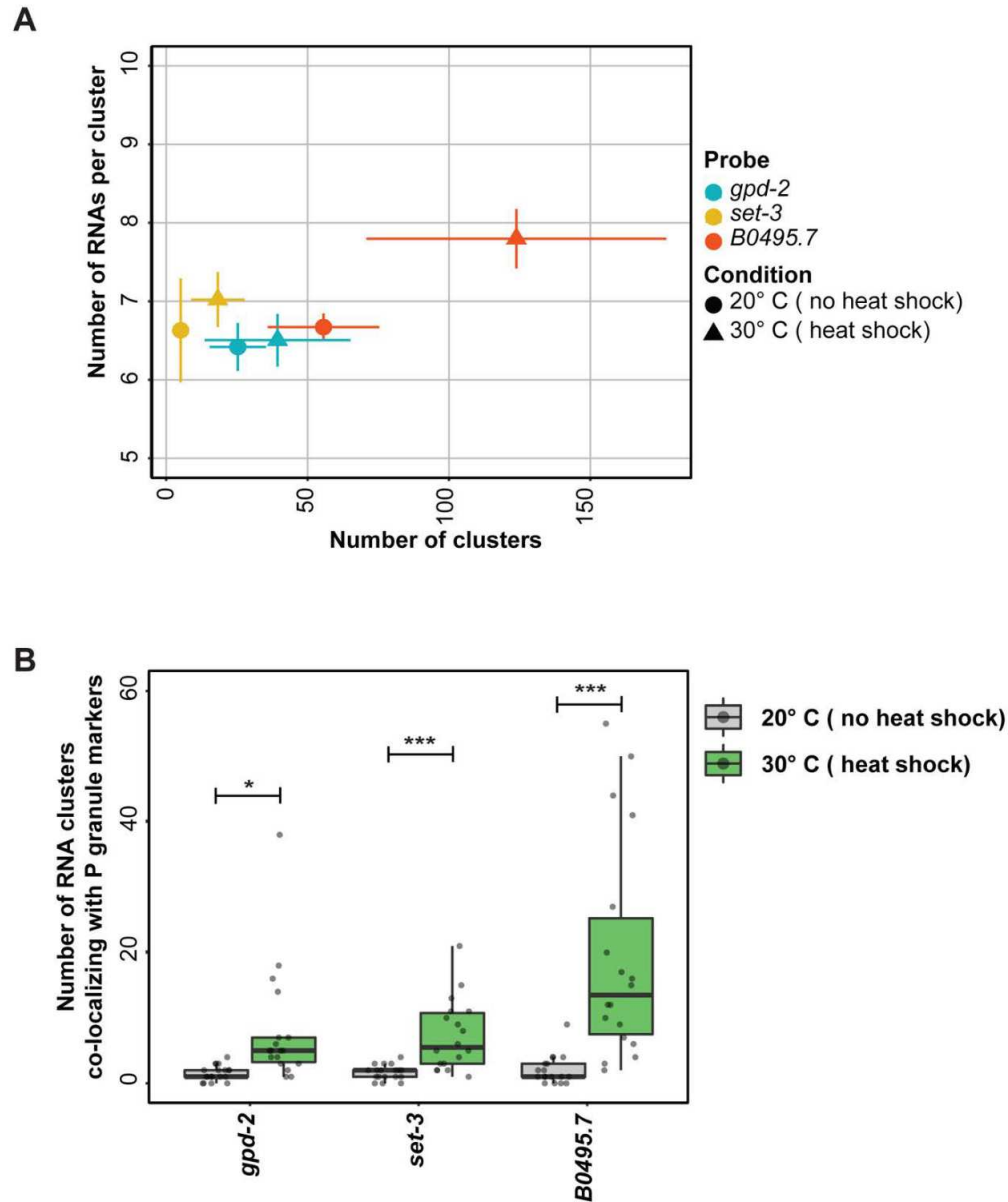 A
Number of RNAs per cluster
10
9
8
7
6
5
0
50
100
150
Number of clusters
Probe
gpd-2
set-3
B0495.7
Condition
20° C ( no heat shock)
30° C ( heat shock)
B
Number of RNA clusters
co-localizing with P granule markers
60
40
20
0
*
***
***
gpd-2
set-3
B0495.7
20° C ( no heat shock)
30° C ( heat shock)